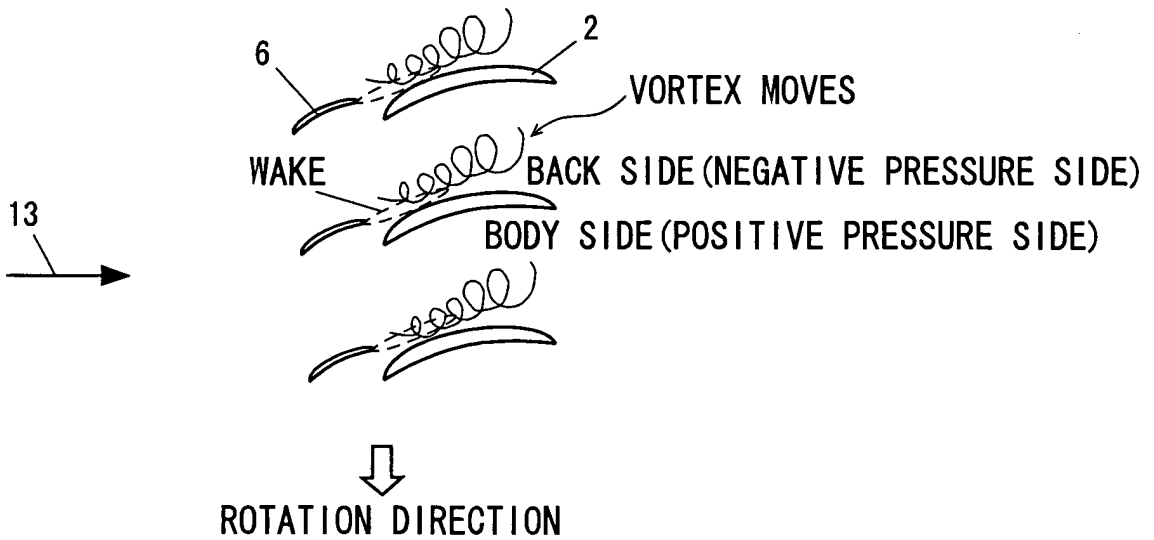 2
6
VORTEX MOVES
WAKE
BACK SIDE(NEGATIVE PRESSURE SIDE)
13
BODY SIDE(POSITIVE PRESSURE SIDE)
ROTATION DIRECTION